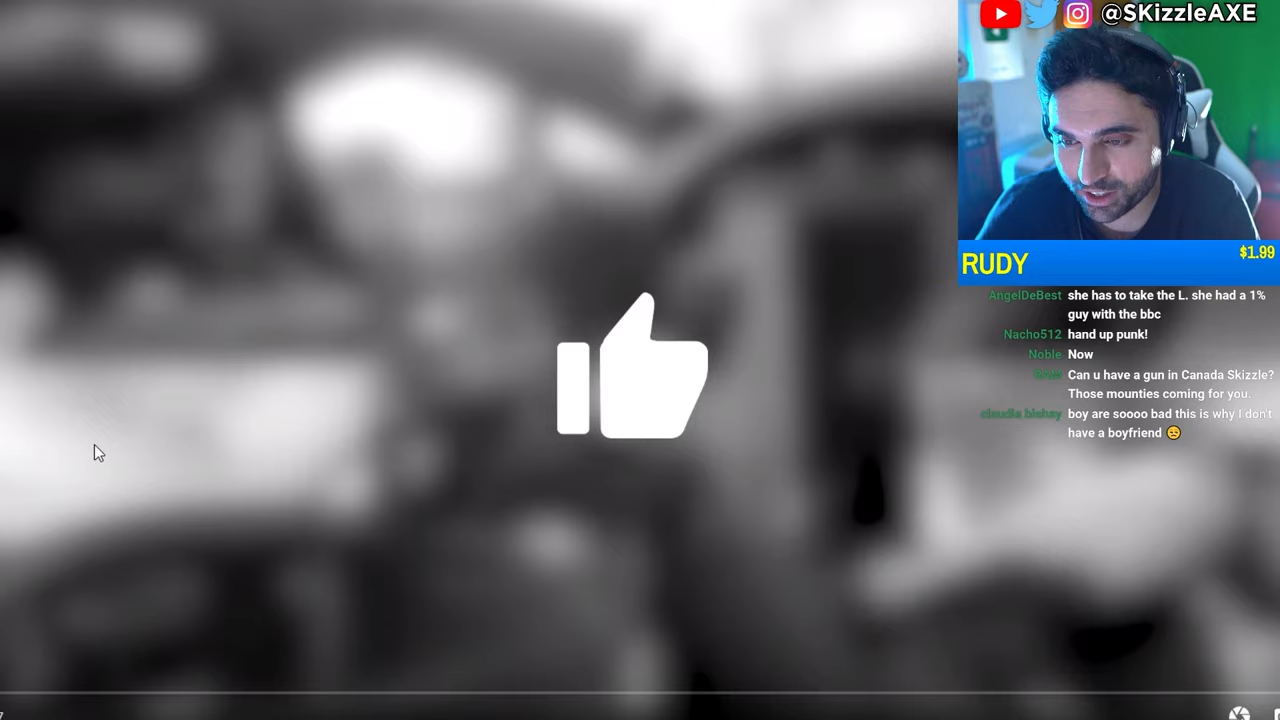 @SKizzleAXE
RUDY
$1.99
AngelDeBest she has to take the L. she had a 1%
guy with the bbc
Nacho512 hand up punk!
Noble Now
Can u have a gun in Canada Skizzle?
Those mounties coming for you.
claudia bishay boy are soooo bad this is why I don't
have a boyfriend 😞